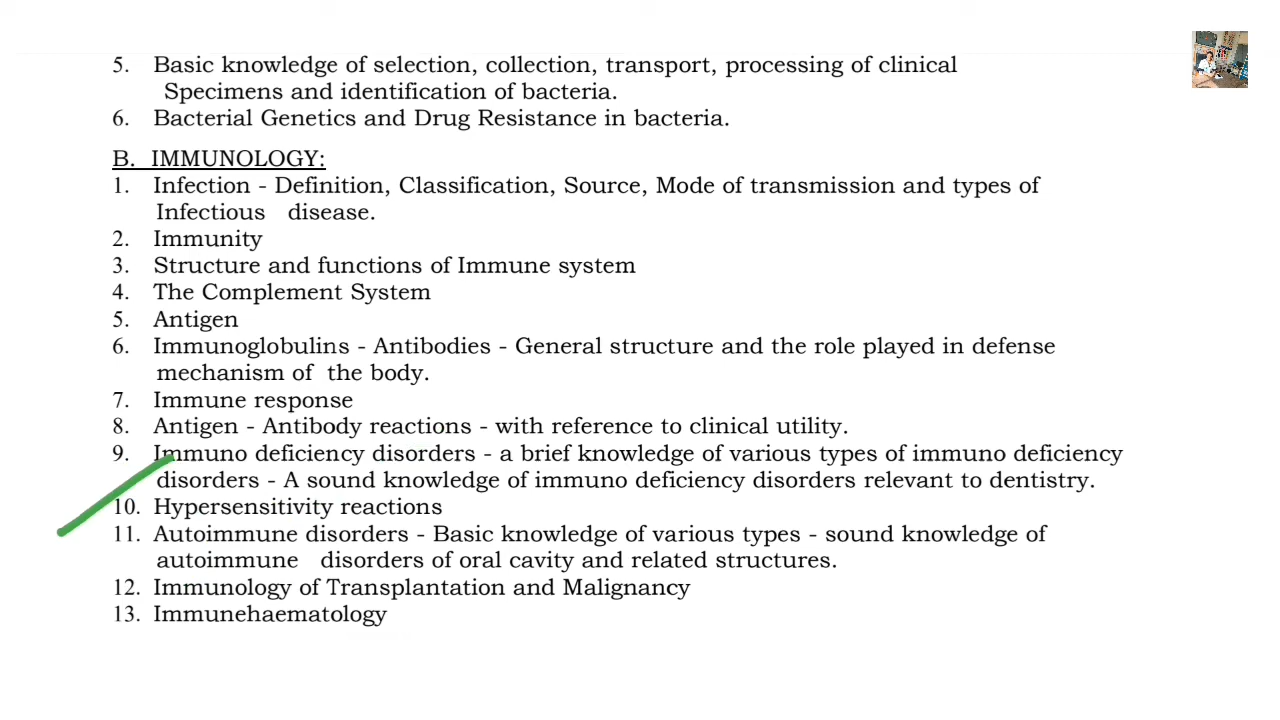 5. Basic knowledge of selection, collection, transport, processing of clinical
Specimens and identification of bacteria.
6. Bacterial Genetics and Drug Resistance in bacteria.
B. IMMUNOLOGY:
1. Infection - Definition, Classification, Source, Mode of transmission and types of
Infectious disease.
2. Immunity
3. Structure and functions of Immune system
4. The Complement System
5. Antigen
6. Immunoglobulins - Antibodies - General structure and the role played in defense
mechanism of the body.
7. Immune response
8. Antigen - Antibody reactions - with reference to clinical utility.
9. Immuno deficiency disorders - a brief knowledge of various types of immuno deficiency
disorders - A sound knowledge of immuno deficiency disorders relevant to dentistry.
10. Hypersensitivity reactions
11. Autoimmune disorders - Basic knowledge of various types - sound knowledge of
autoimmune disorders of oral cavity and related structures.
12. Immunology of Transplantation and Malignancy
13. Immunehaematology